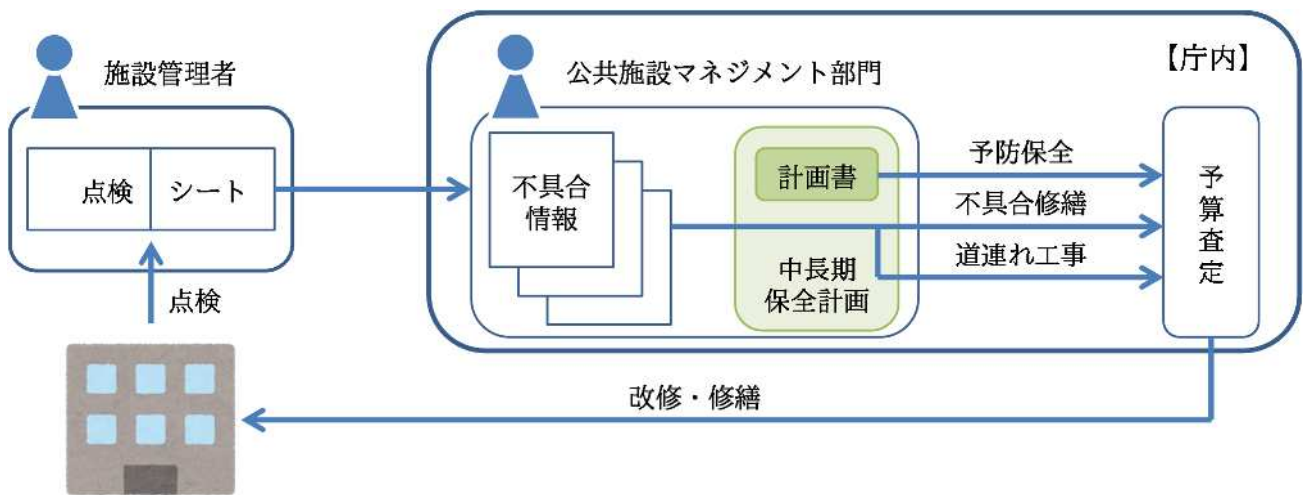 施設管理者
公共施設マネジメント部門
【庁内】
点検
シート
不具合
情報
計画書
中長期
保全計画
予防保全
不具合修繕
道連れ工事
予算査定
点検
改修・修繕